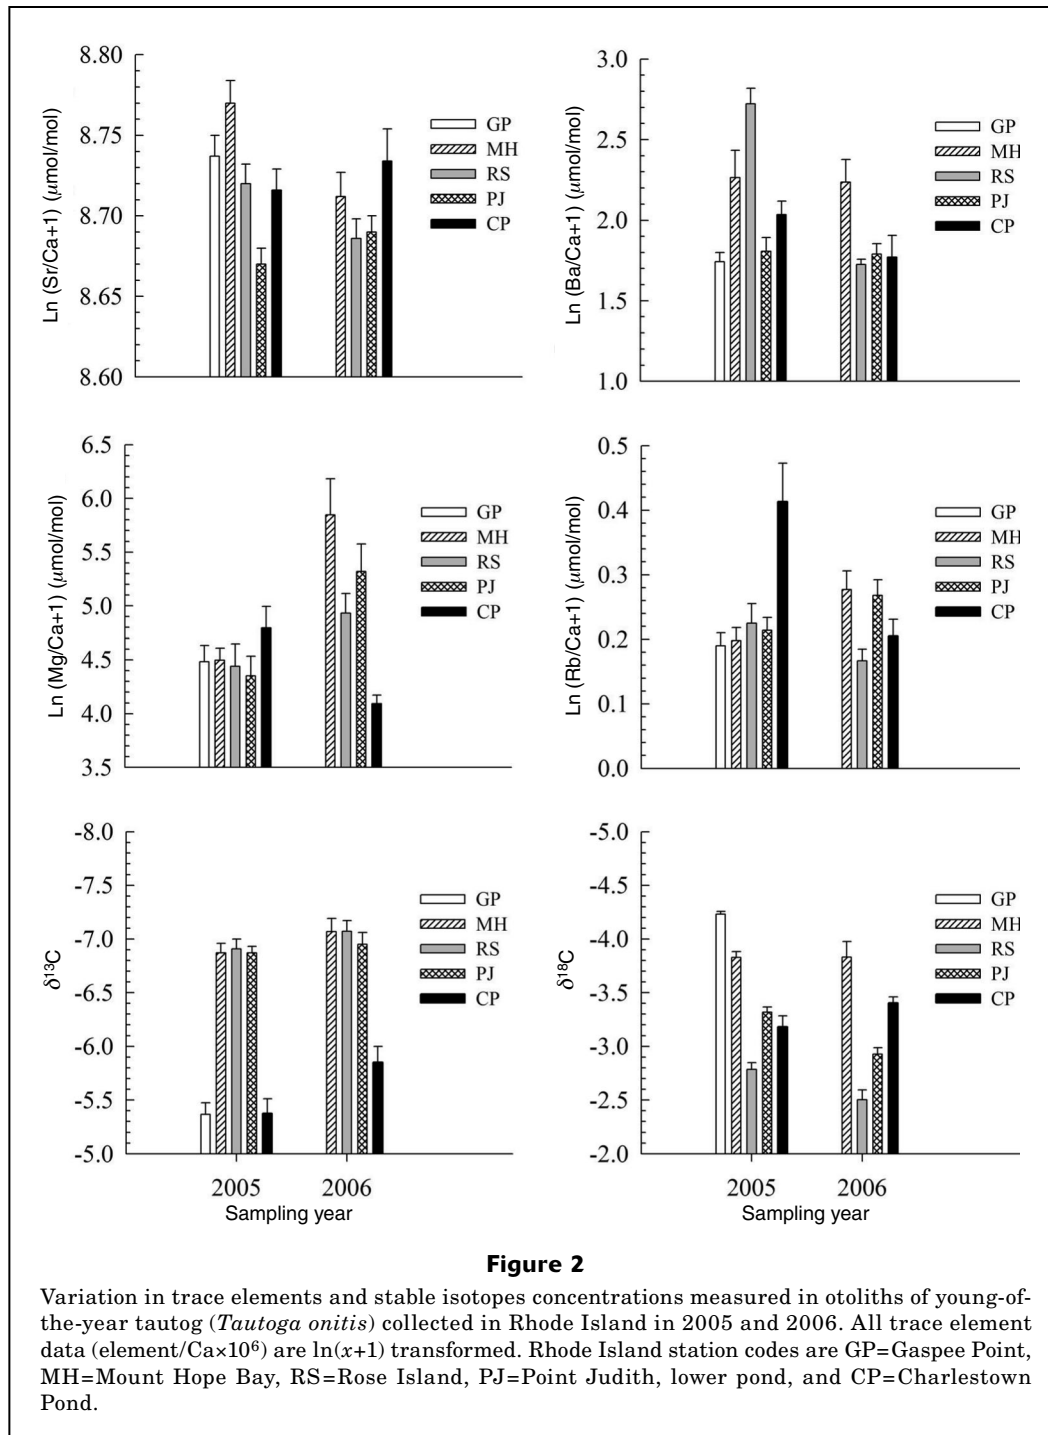 Ln (Sr/Ca+1) (μmol/mol)
8.80
8.75
8.70
8.65
8.60
GP
MH
RS
PJ
CP
Ln (Ba/Ca+1) (μmol/mol)
3.0
2.5
2.0
1.5
1.0
GP
MH
RS
PJ
CP
Ln (Mg/Ca+1) (μmol/mol)
6.5
6.0
5.5
5.0
4.5
4.0
3.5
GP
MH
RS
PJ
CP
Ln (Rb/Ca+1) (μmol/mol)
0.5
0.4
0.3
0.2
0.1
0.0
GP
MH
RS
PJ
CP
δ¹³C
-8.0
-7.5
-7.0
-6.5
-6.0
-5.5
-5.0
GP
MH
RS
PJ
CP
2005 2006
Sampling year
δ¹⁸C
-5.0
-4.5
-4.0
-3.5
-3.0
-2.5
-2.0
GP
MH
RS
PJ
CP
2005 2006
Sampling year
Figure 2
Variation in trace elements and stable isotopes concentrations measured in otoliths of young-of-
the-year tautog (Tautoga onitis) collected in Rhode Island in 2005 and 2006. All trace element
data (element/Ca×10⁶) are ln(x+1) transformed. Rhode Island station codes are GP=Gaspee Point,
MH=Mount Hope Bay, RS=Rose Island, PJ=Point Judith, lower pond, and CP=Charlestown
Pond.